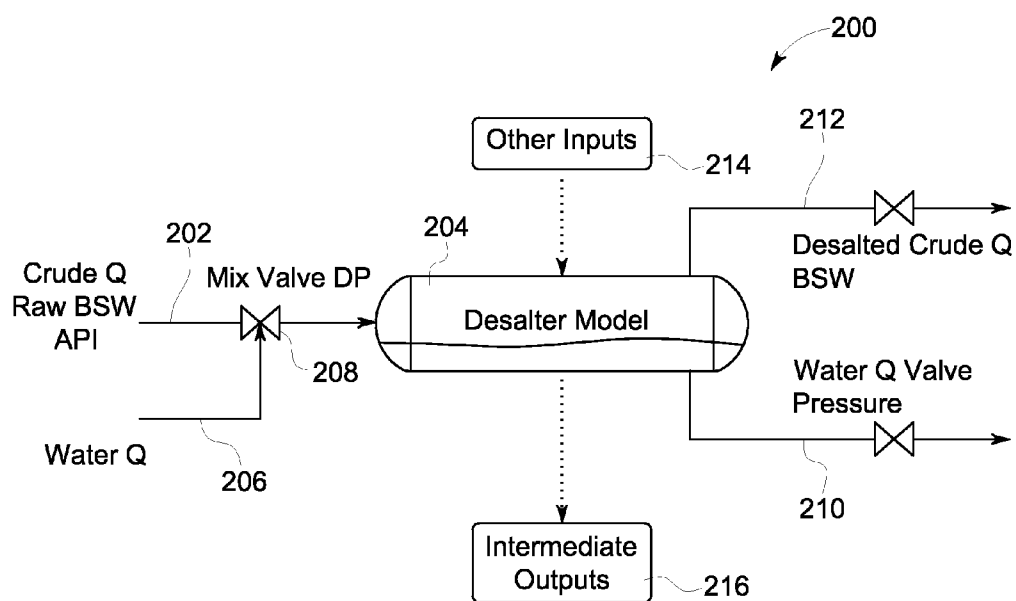 200
Other Inputs
214
212
202
204
Crude Q
Raw BSW
API
Mix Valve DP
Desalter Model
Desalted Crude Q
BSW
208
Water Q Valve
Pressure
Water Q
206
210
Intermediate
Outputs
216